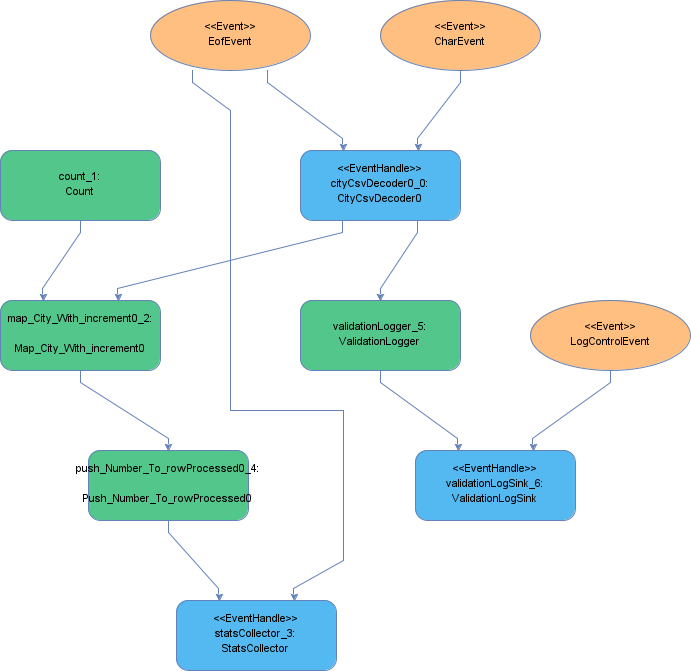 <<Event>>
EofEvent
<<Event>>
CharEvent
count_1:
Count
<<EventHandle>>
cityCsvDecoder0_0:
CityCsvDecoder0
map_City_With_increment0_2:
Map_City_With_increment0
validationLogger_5:
ValidationLogger
<<Event>>
LogControlEvent
push_Number_To_rowProcessed0_4:
Push_Number_To_rowProcessed0
<<EventHandle>>
validationLogSink_6:
ValidationLogSink
<<EventHandle>>
statsCollector_3:
StatsCollector